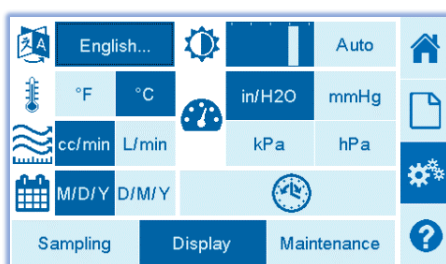 English... Auto
°F °C in/H2O mmHg
cc/min L/min kPa hPa
M/D/Y D/M/Y
Sampling Display Maintenance